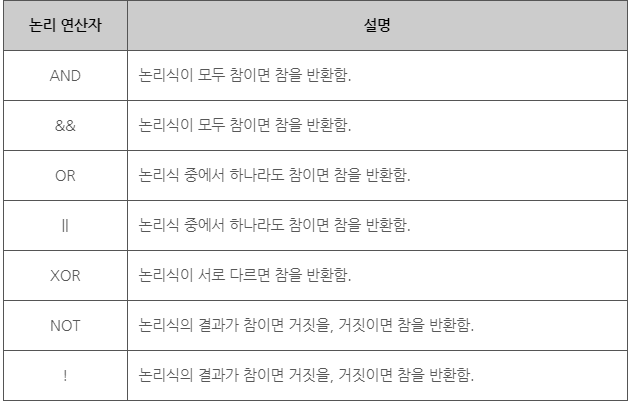 논리 연산자 설명
AND 논리식이 모두 참이면 참을 반환함.
&& 논리식이 모두 참이면 참을 반환함.
OR 논리식 중에서 하나라도 참이면 참을 반환함.
|| 논리식 중에서 하나라도 참이면 참을 반환함.
XOR 논리식이 서로 다르면 참을 반환함.
NOT 논리식의 결과가 참이면 거짓을, 거짓이면 참을 반환함.
! 논리식의 결과가 참이면 거짓을, 거짓이면 참을 반환함.